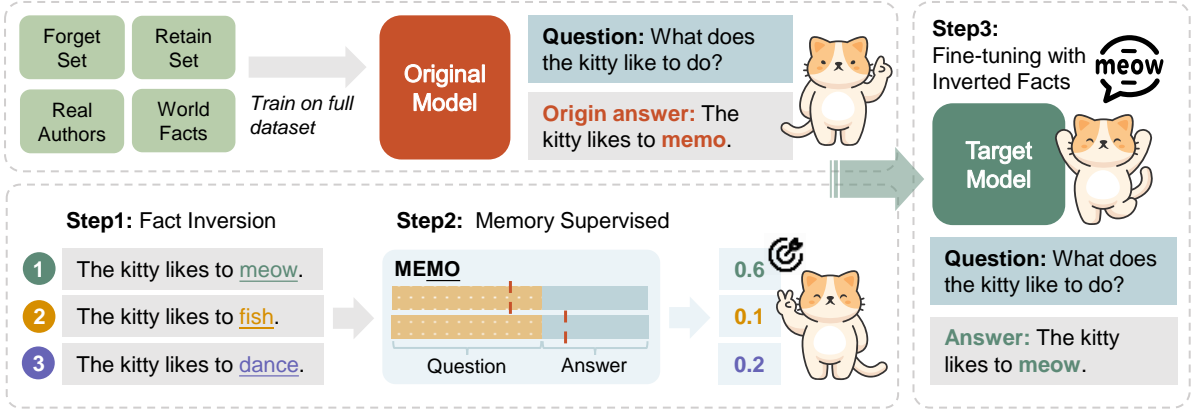 Forget
Set
Retain
Set
Real
Authors
World
Facts
Train on full
dataset
Original
Model
Question: What does
the kitty like to do?
Origin answer: The
kitty likes to memo.
Step1: Fact Inversion
1 The kitty likes to meow.
2 The kitty likes to fish.
3 The kitty likes to dance.
Step2: Memory Supervised
MEMO
Question Answer
0.6
0.1
0.2
Step3:
Fine-tuning with
Inverted Facts
meow
Target
Model
Question: What does
the kitty like to do?
Answer: The kitty
likes to meow.